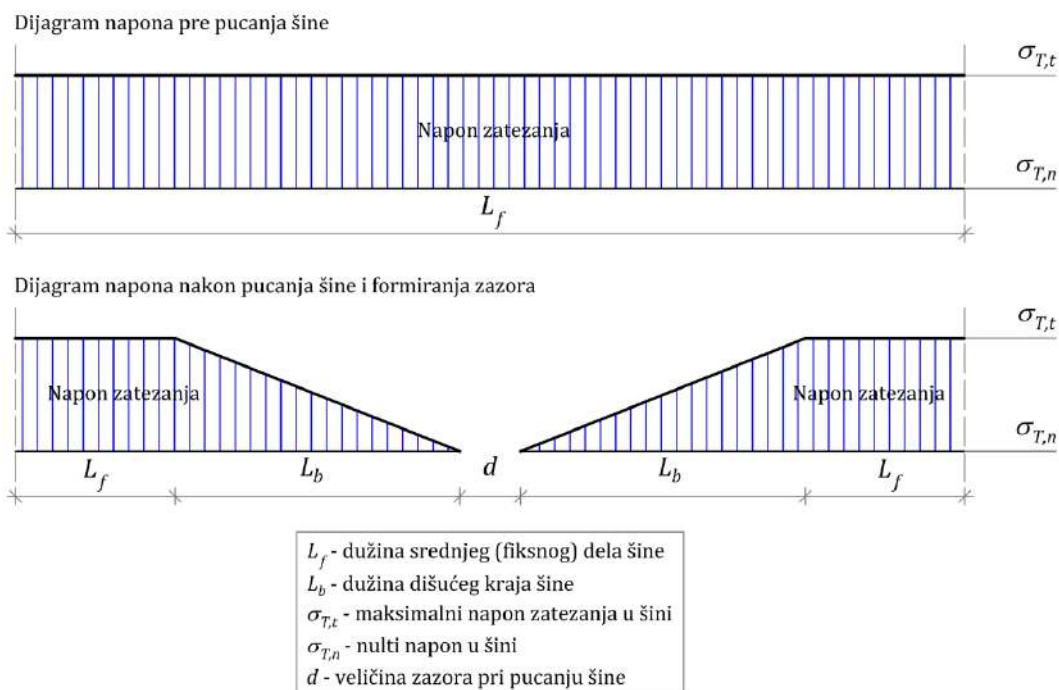 Dijagram napona pre pucanja šine
σT,t
Napon zatezanja
σT,n
Lf
Dijagram napona nakon pucanja šine i formiranja zazora
σT,t
Napon zatezanja
Napon zatezanja
σT,n
Lf
Lb
d
Lb
Lf
Lf - dužina srednjeg (fiksnog) dela šine
Lb - dužina dišućeg kraja šine
σT,t - maksimalni napon zatezanja u šini
σT,n - nulti napon u šini
d - veličina zazora pri pucanju šine